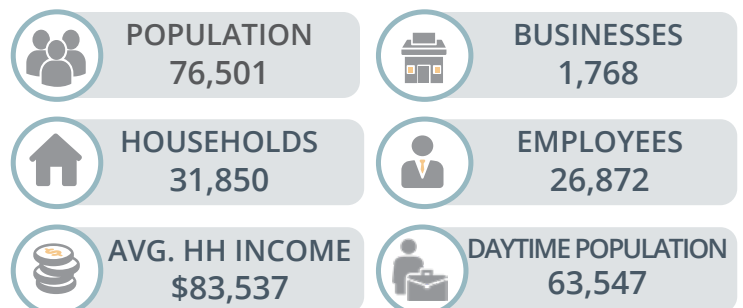 POPULATION
76,501
BUSINESSES
1,768
HOUSEHOLDS
31,850
EMPLOYEES
26,872
AVG. HH INCOME
$83,537
DAYTIME POPULATION
63,547